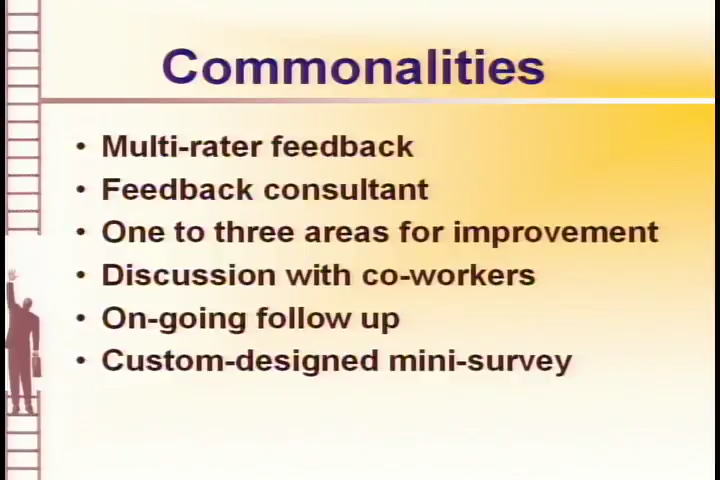 Commonalities
• Multi-rater feedback
• Feedback consultant
• One to three areas for improvement
• Discussion with co-workers
• On-going follow up
• Custom-designed mini-survey